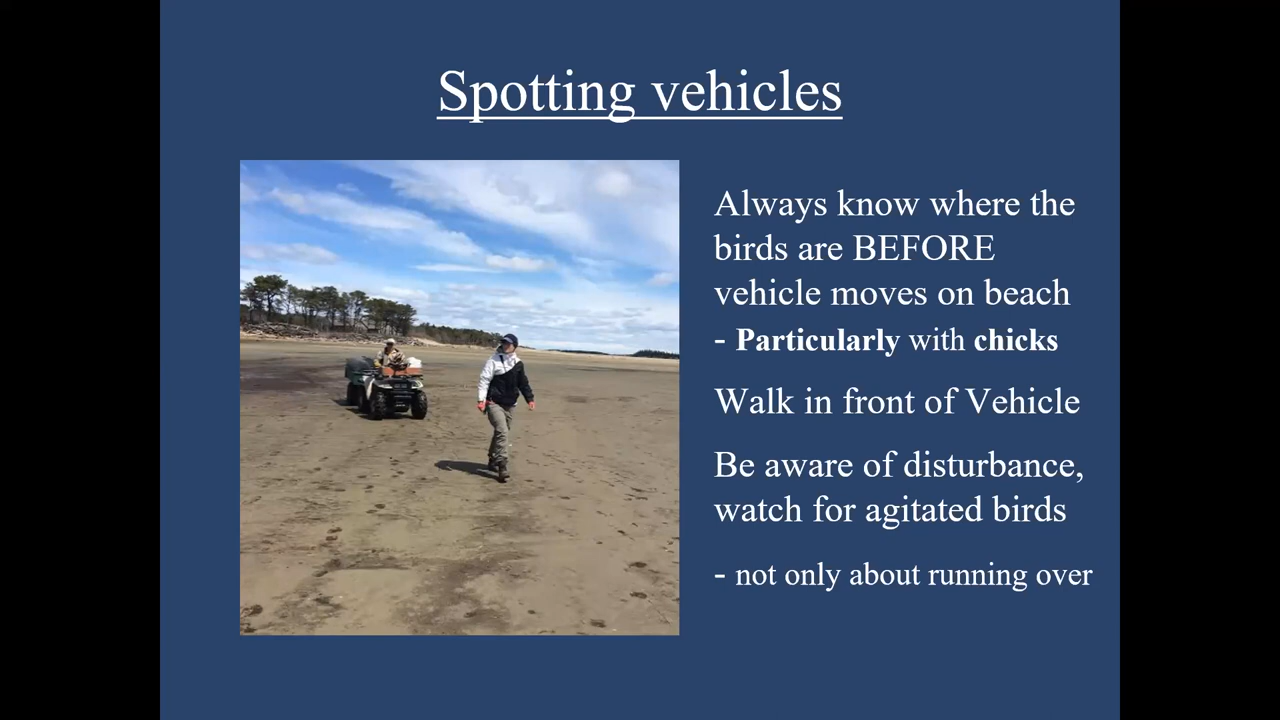 Spotting vehicles
Always know where the
birds are BEFORE
vehicle moves on beach
- Particularly with chicks
Walk in front of Vehicle
Be aware of disturbance,
watch for agitated birds
- not only about running over